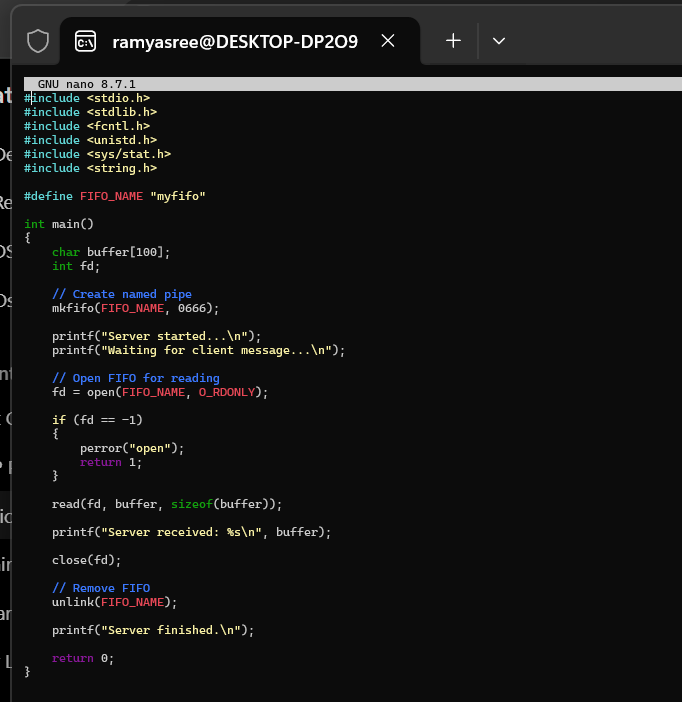 ramyasree@DESKTOP-DP2O9
GNU nano 8.7.1
#include <stdio.h>
#include <stdlib.h>
#include <fcntl.h>
#include <unistd.h>
#include <sys/stat.h>
#include <string.h>
#define FIFO_NAME "myfifo"
int main()
{
    char buffer[100];
    int fd;
    // Create named pipe
    mkfifo(FIFO_NAME, 0666);
    printf("Server started...\n");
    printf("Waiting for client message...\n");
    // Open FIFO for reading
    fd = open(FIFO_NAME, O_RDONLY);
    if (fd == -1)
    {
        perror("open");
        return 1;
    }
    read(fd, buffer, sizeof(buffer));
    printf("Server received: %s\n", buffer);
    close(fd);
    // Remove FIFO
    unlink(FIFO_NAME);
    printf("Server finished.\n");
    return 0;
}